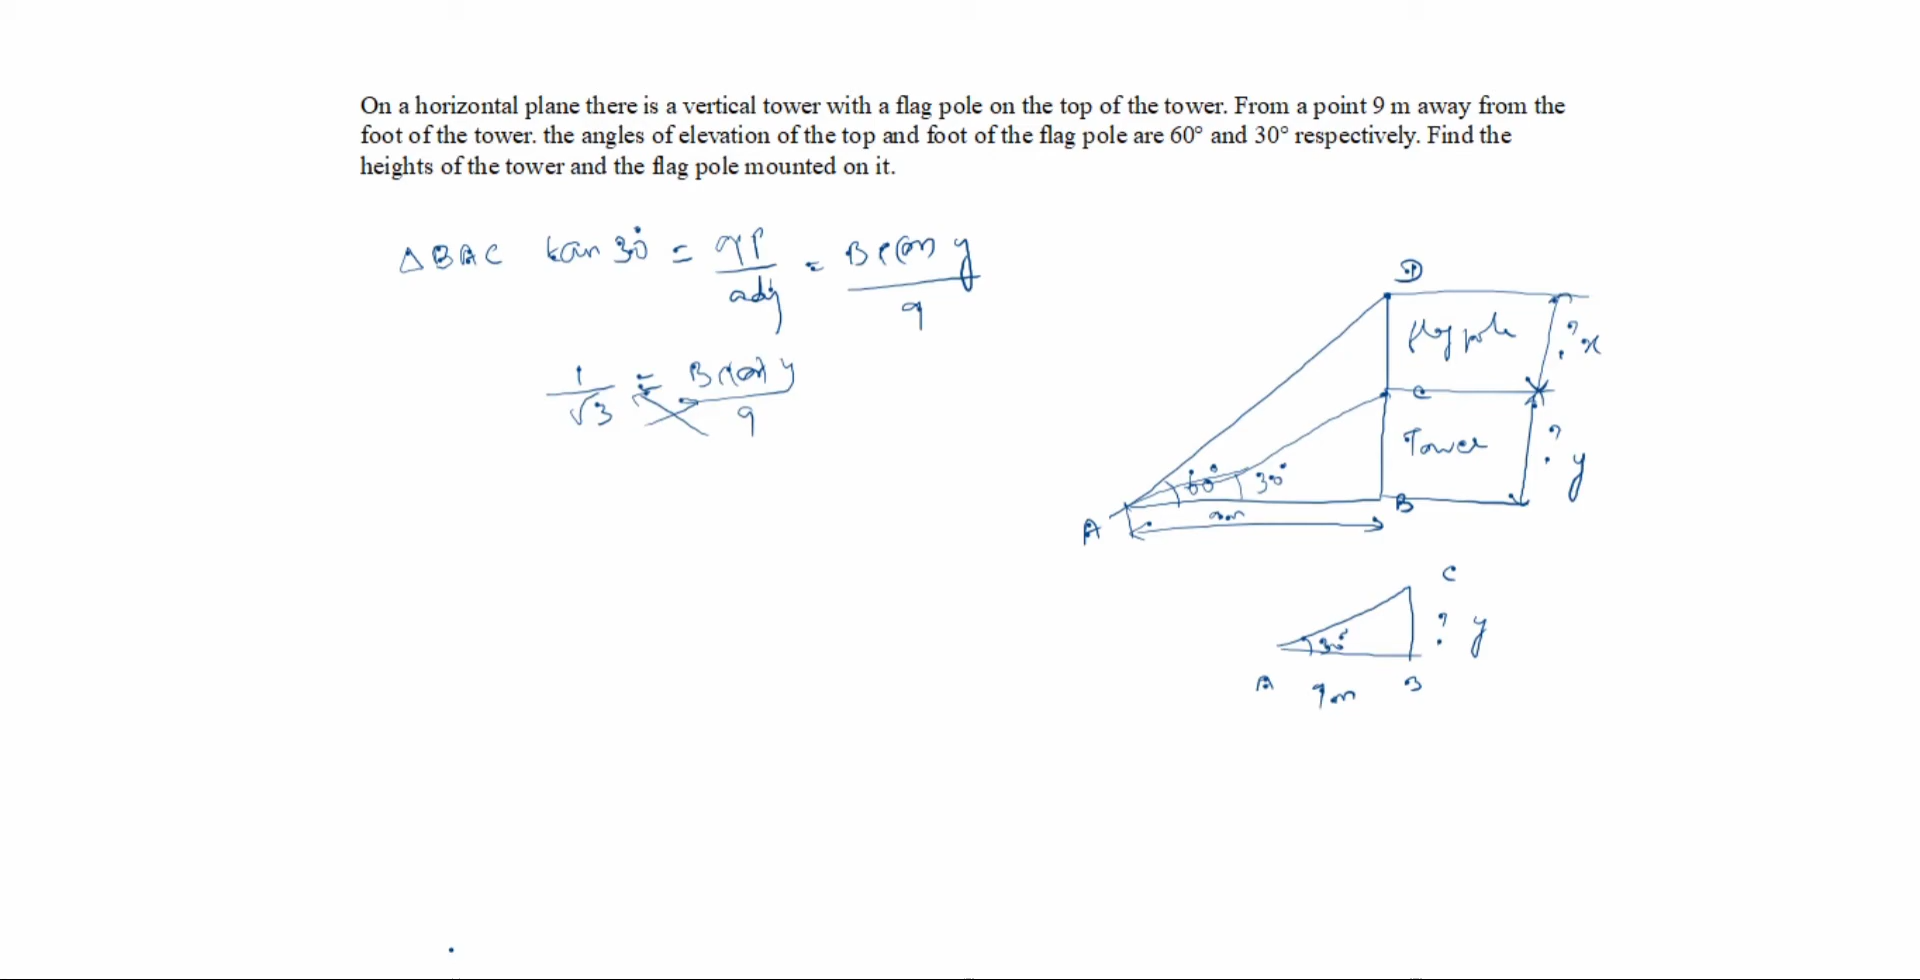 On a horizontal plane there is a vertical tower with a flag pole on the top of the tower. From a point 9 m away from the
foot of the tower. the angles of elevation of the top and foot of the flag pole are 60° and 30° respectively. Find the
heights of the tower and the flag pole mounted on it.
Δ BAC tan 30° = opp/adj = BC (or) y/9
1/√3 = BC (or) y/9
D
flag pole ? x
C
Tower ? y
60° 30°
A B
C
30° ? y
A 9m B